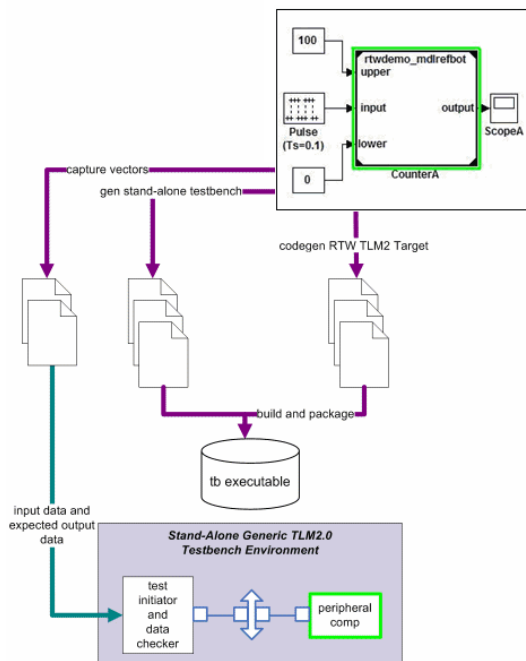 100
rtwdemo_mdlrefbot
upper
input
output
Pulse
(Ts=0.1)
lower
ScopeA
0
CounterA
capture vectors
gen stand-alone testbench
codegen RTW TLM2 Target
build and package
tb executable
input data and
expected output
data
Stand-Alone Generic TLM2.0
Testbench Environment
test
initiator
and
data
checker
peripheral
comp